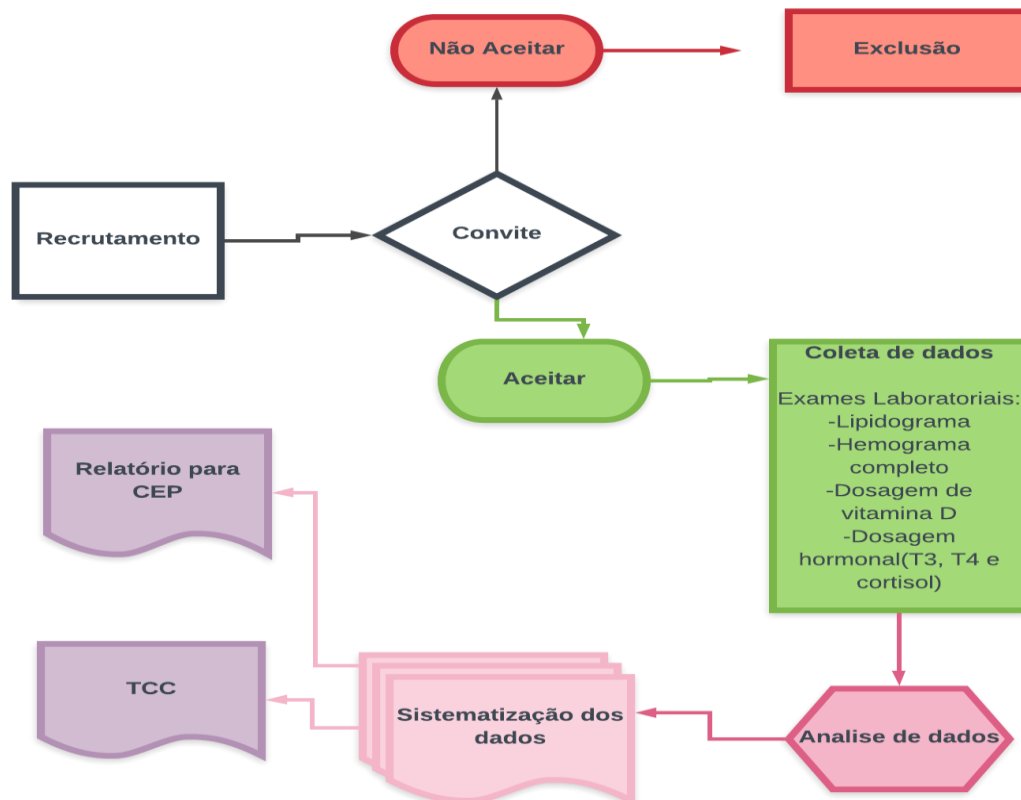 Não Aceitar
Exclusão
Recrutamento
Convite
Aceitar
Coleta de dados
Exames Laboratoriais:
-Lipidograma
-Hemograma
completo
-Dosagem de
vitamina D
-Dosagem
hormonal(T3, T4 e
cortisol)
Relatório para
CEP
TCC
Sistematização dos
dados
Analise de dados